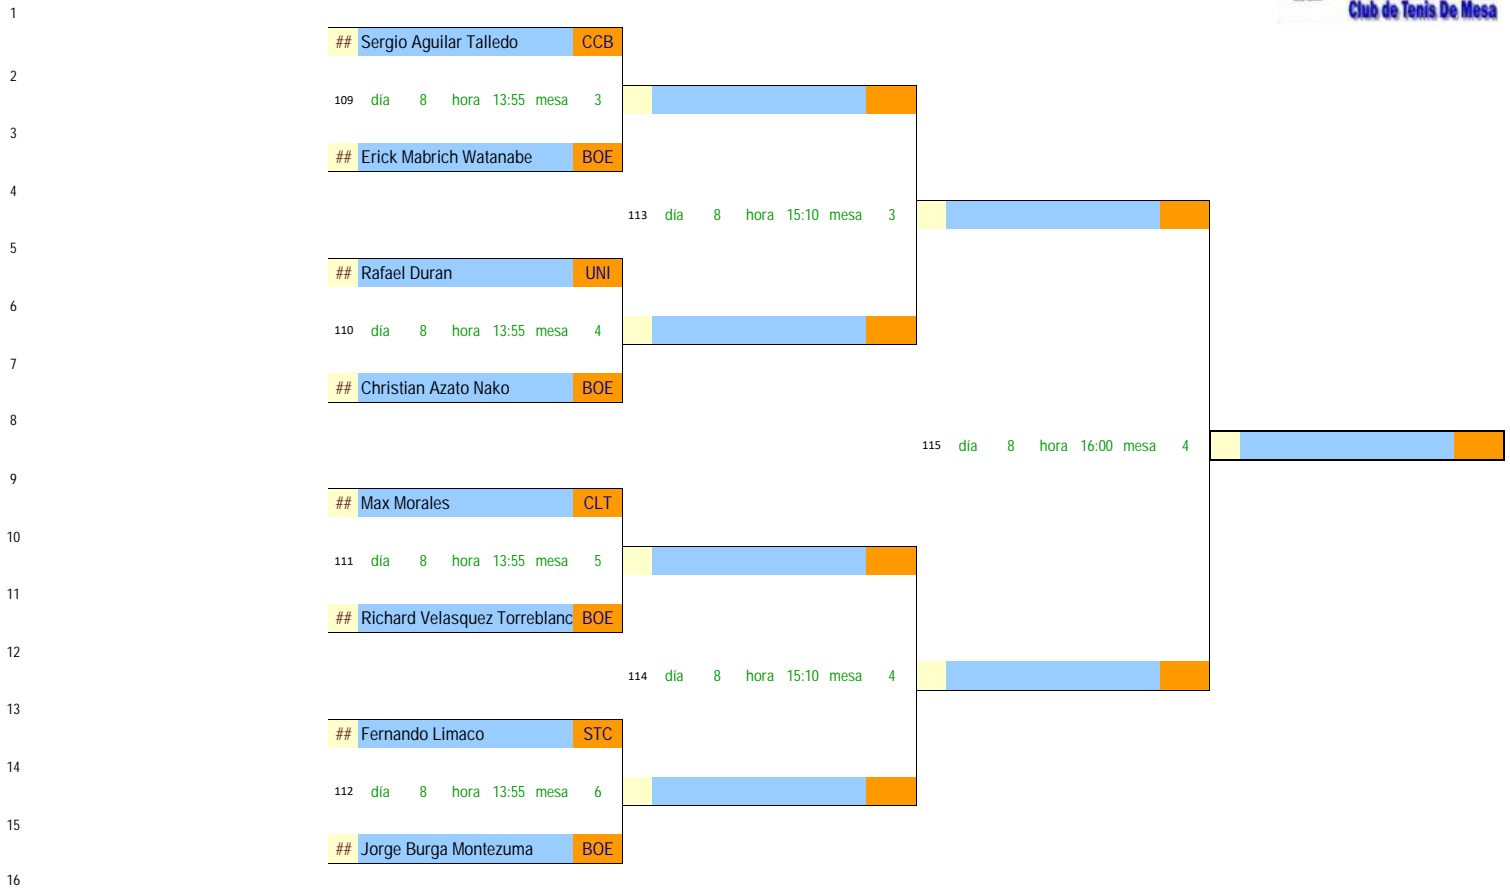 Club de Tenis De Mesa
1
## Sergio Aguilar Talledo CCB
2
109 día 8 hora 13:55 mesa 3
3
## Erick Mabrich Watanabe BOE
4
113 día 8 hora 15:10 mesa 3
5
## Rafael Duran UNI
6
110 día 8 hora 13:55 mesa 4
7
## Christian Azato Nako BOE
8
115 día 8 hora 16:00 mesa 4
9
## Max Morales CLT
10
111 día 8 hora 13:55 mesa 5
11
## Richard Velasquez Torreblanc BOE
12
114 día 8 hora 15:10 mesa 4
13
## Fernando Limaco STC
14
112 día 8 hora 13:55 mesa 6
15
## Jorge Burga Montezuma BOE
16